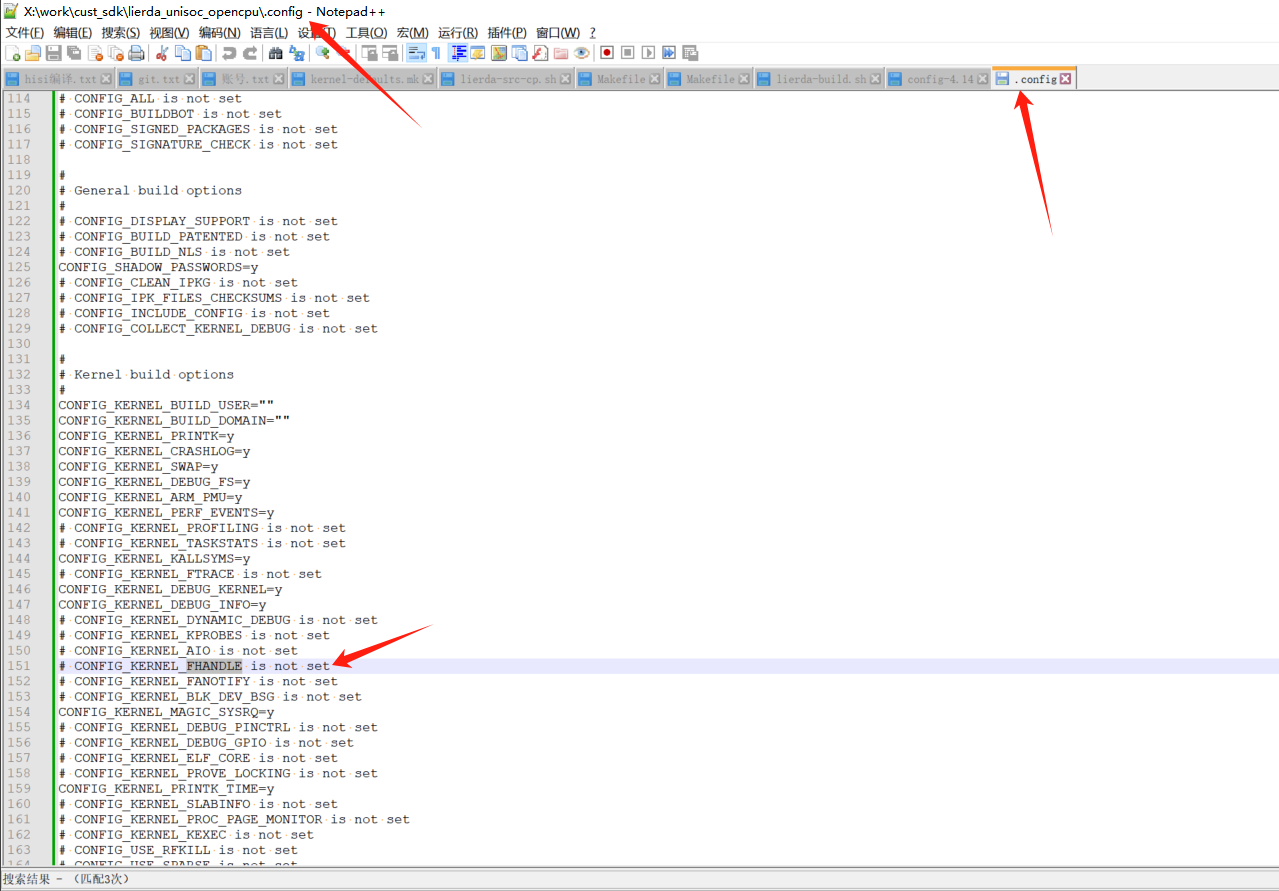 X:\work\cust_sdk\lierda_unisoc_opencpu\.config - Notepad++
文件(F) 编辑(E) 搜索(S) 视图(V) 编码(N) 语言(L) 设 (T) 工具(O) 宏(M) 运行(R) 插件(P) 窗口(W) ?
hisi编译.txt git.txt 账号.txt kernel-defaults.mk lierda-src-cp.sh Makefile Makefile lierda-build.sh config-4.14 .config
114 # CONFIG_ALL is not set
115 # CONFIG_BUILDBOT is not set
116 # CONFIG_SIGNED_PACKAGES is not set
117 # CONFIG_SIGNATURE_CHECK is not set
118
119 #
120 # General build options
121 #
122 # CONFIG_DISPLAY_SUPPORT is not set
123 # CONFIG_BUILD_PATENTED is not set
124 # CONFIG_BUILD_NLS is not set
125 CONFIG_SHADOW_PASSWORDS=y
126 # CONFIG_CLEAN_IPKG is not set
127 # CONFIG_IPK_FILES_CHECKSUMS is not set
128 # CONFIG_INCLUDE_CONFIG is not set
129 # CONFIG_COLLECT_KERNEL_DEBUG is not set
130
131 #
132 # Kernel build options
133 #
134 CONFIG_KERNEL_BUILD_USER=""
135 CONFIG_KERNEL_BUILD_DOMAIN=""
136 CONFIG_KERNEL_PRINTK=y
137 CONFIG_KERNEL_CRASHLOG=y
138 CONFIG_KERNEL_SWAP=y
139 CONFIG_KERNEL_DEBUG_FS=y
140 CONFIG_KERNEL_ARM_PMU=y
141 CONFIG_KERNEL_PERF_EVENTS=y
142 # CONFIG_KERNEL_PROFILING is not set
143 # CONFIG_KERNEL_TASKSTATS is not set
144 CONFIG_KERNEL_KALLSYMS=y
145 # CONFIG_KERNEL_FTRACE is not set
146 CONFIG_KERNEL_DEBUG_KERNEL=y
147 CONFIG_KERNEL_DEBUG_INFO=y
148 # CONFIG_KERNEL_DYNAMIC_DEBUG is not set
149 # CONFIG_KERNEL_KPROBES is not set
150 # CONFIG_KERNEL_AIO is not set
151 # CONFIG_KERNEL_FHANDLE is not set
152 # CONFIG_KERNEL_FANOTIFY is not set
153 # CONFIG_KERNEL_BLK_DEV_BSG is not set
154 CONFIG_KERNEL_MAGIC_SYSRQ=y
155 # CONFIG_KERNEL_DEBUG_PINCTRL is not set
156 # CONFIG_KERNEL_DEBUG_GPIO is not set
157 # CONFIG_KERNEL_ELF_CORE is not set
158 # CONFIG_KERNEL_PROVE_LOCKING is not set
159 CONFIG_KERNEL_PRINTK_TIME=y
160 # CONFIG_KERNEL_SLABINFO is not set
161 # CONFIG_KERNEL_PROC_PAGE_MONITOR is not set
162 # CONFIG_KERNEL_KEXEC is not set
163 # CONFIG_USE_RFKILL is not set
164 # CONFIG_USE_SPARSE is not set
搜索结果 - (匹配3次)